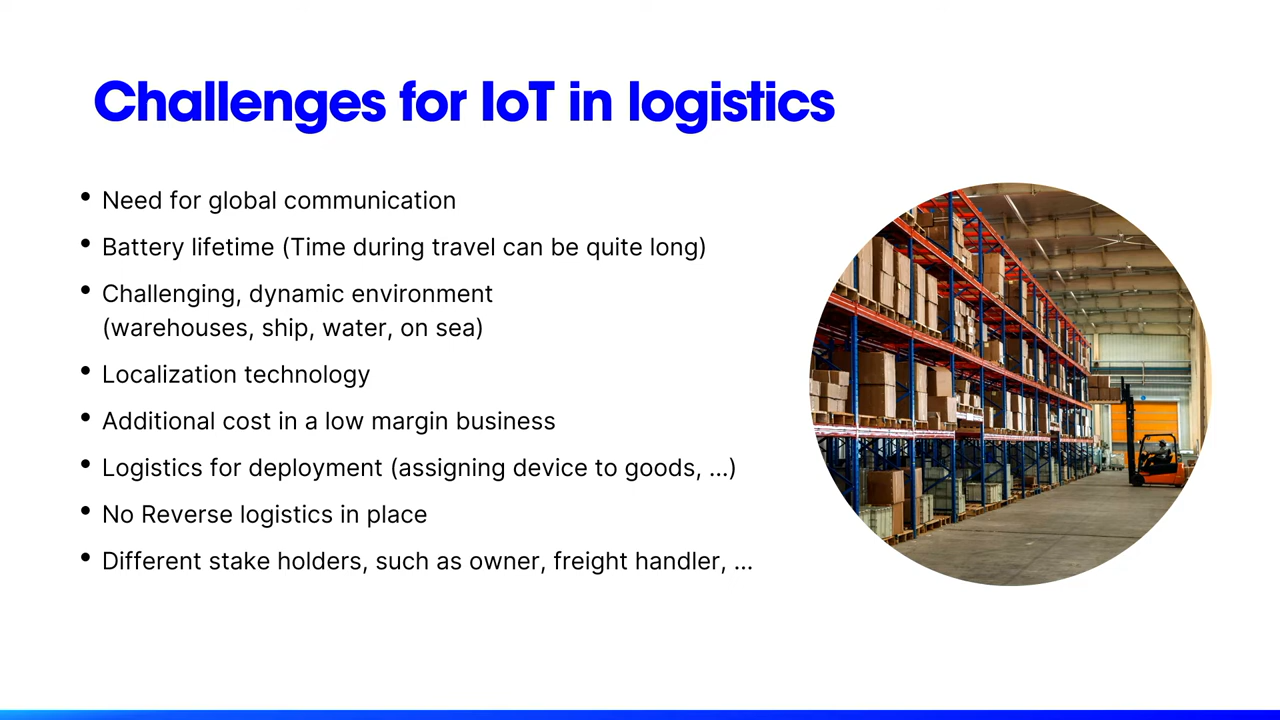 Challenges for IoT in logistics
• Need for global communication
• Battery lifetime (Time during travel can be quite long)
• Challenging, dynamic environment
(warehouses, ship, water, on sea)
• Localization technology
• Additional cost in a low margin business
• Logistics for deployment (assigning device to goods, ...)
• No Reverse logistics in place
• Different stake holders, such as owner, freight handler, ...